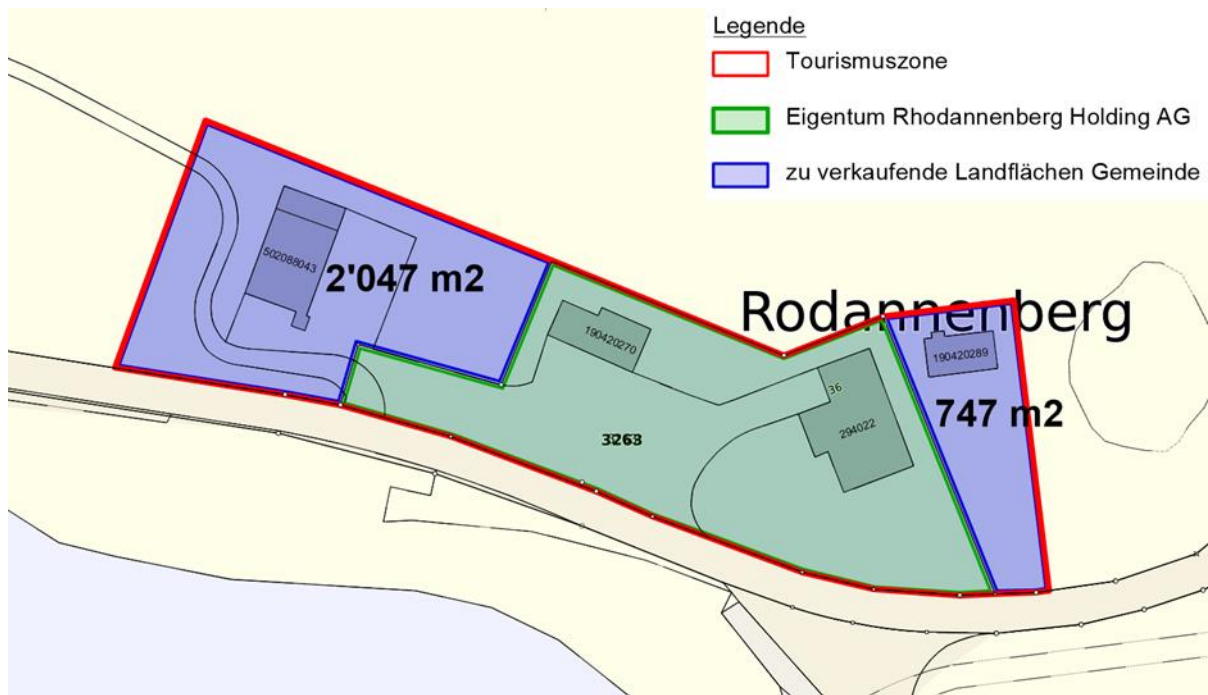 Legende
Tourismuszone
Eigentum Rhodannenberg Holding AG
zu verkaufende Landflächen Gemeinde
502088043
2'047 m2
190420270
Rodannenberg
190420289
36
294022
747 m2